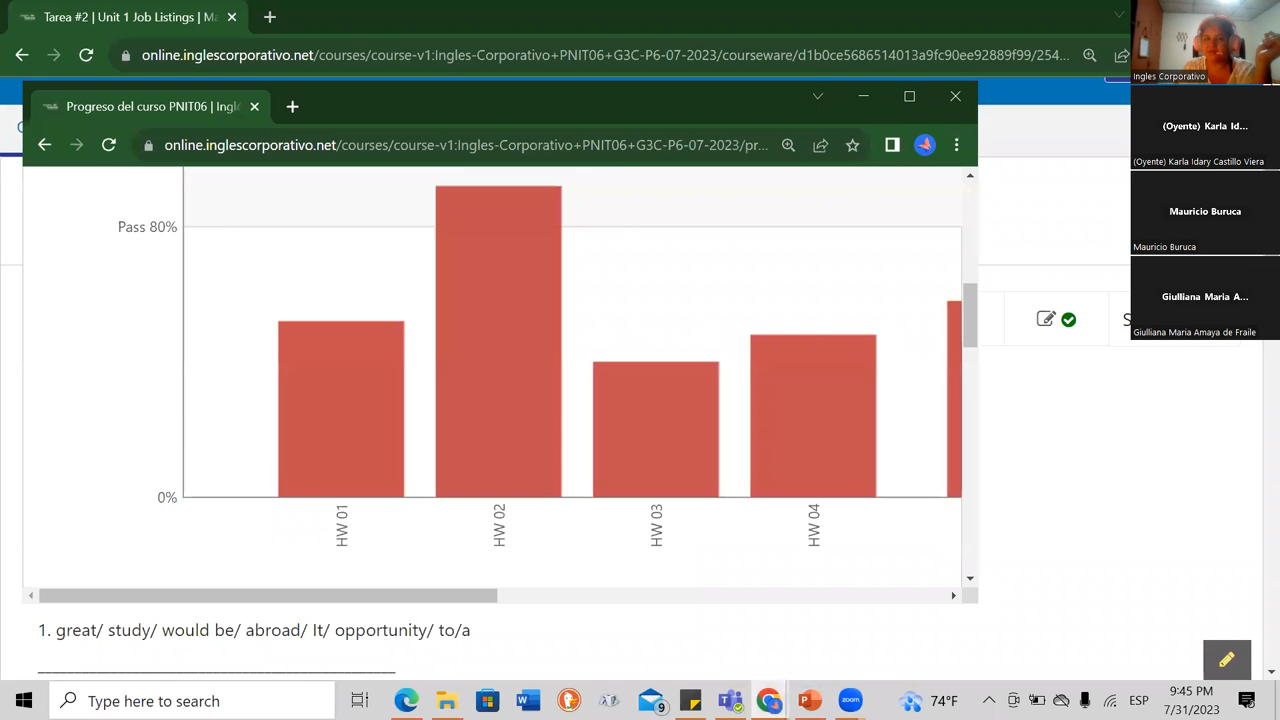 Tarea #2 | Unit 1 Job Listings | Ma
online.inglescorporativo.net/courses/course-v1:Ingles-Corporativo+PNIT06+G3C-P6-07-2023/courseware/d1b0ce5686514013a9fc90ee92889f99/254...
Ingles Corporativo
Progreso del curso PNIT06 | Ingle
(Oyente) Karla Id...
online.inglescorporativo.net/courses/course-v1:Ingles-Corporativo+PNIT06+G3C-P6-07-2023/pr...
(Oyente) Karla Idary Castillo Viera
Mauricio Buruca
Mauricio Buruca
Pass 80%
Giulliana Maria A...
Giulliana Maria Amaya de Fraile
0%
HW 01
HW 02
HW 03
HW 04
1. great/ study/ would be/ abroad/ It/ opportunity/ to/a
Type here to search
9
74°F
ESP
9:45 PM
7/31/2023